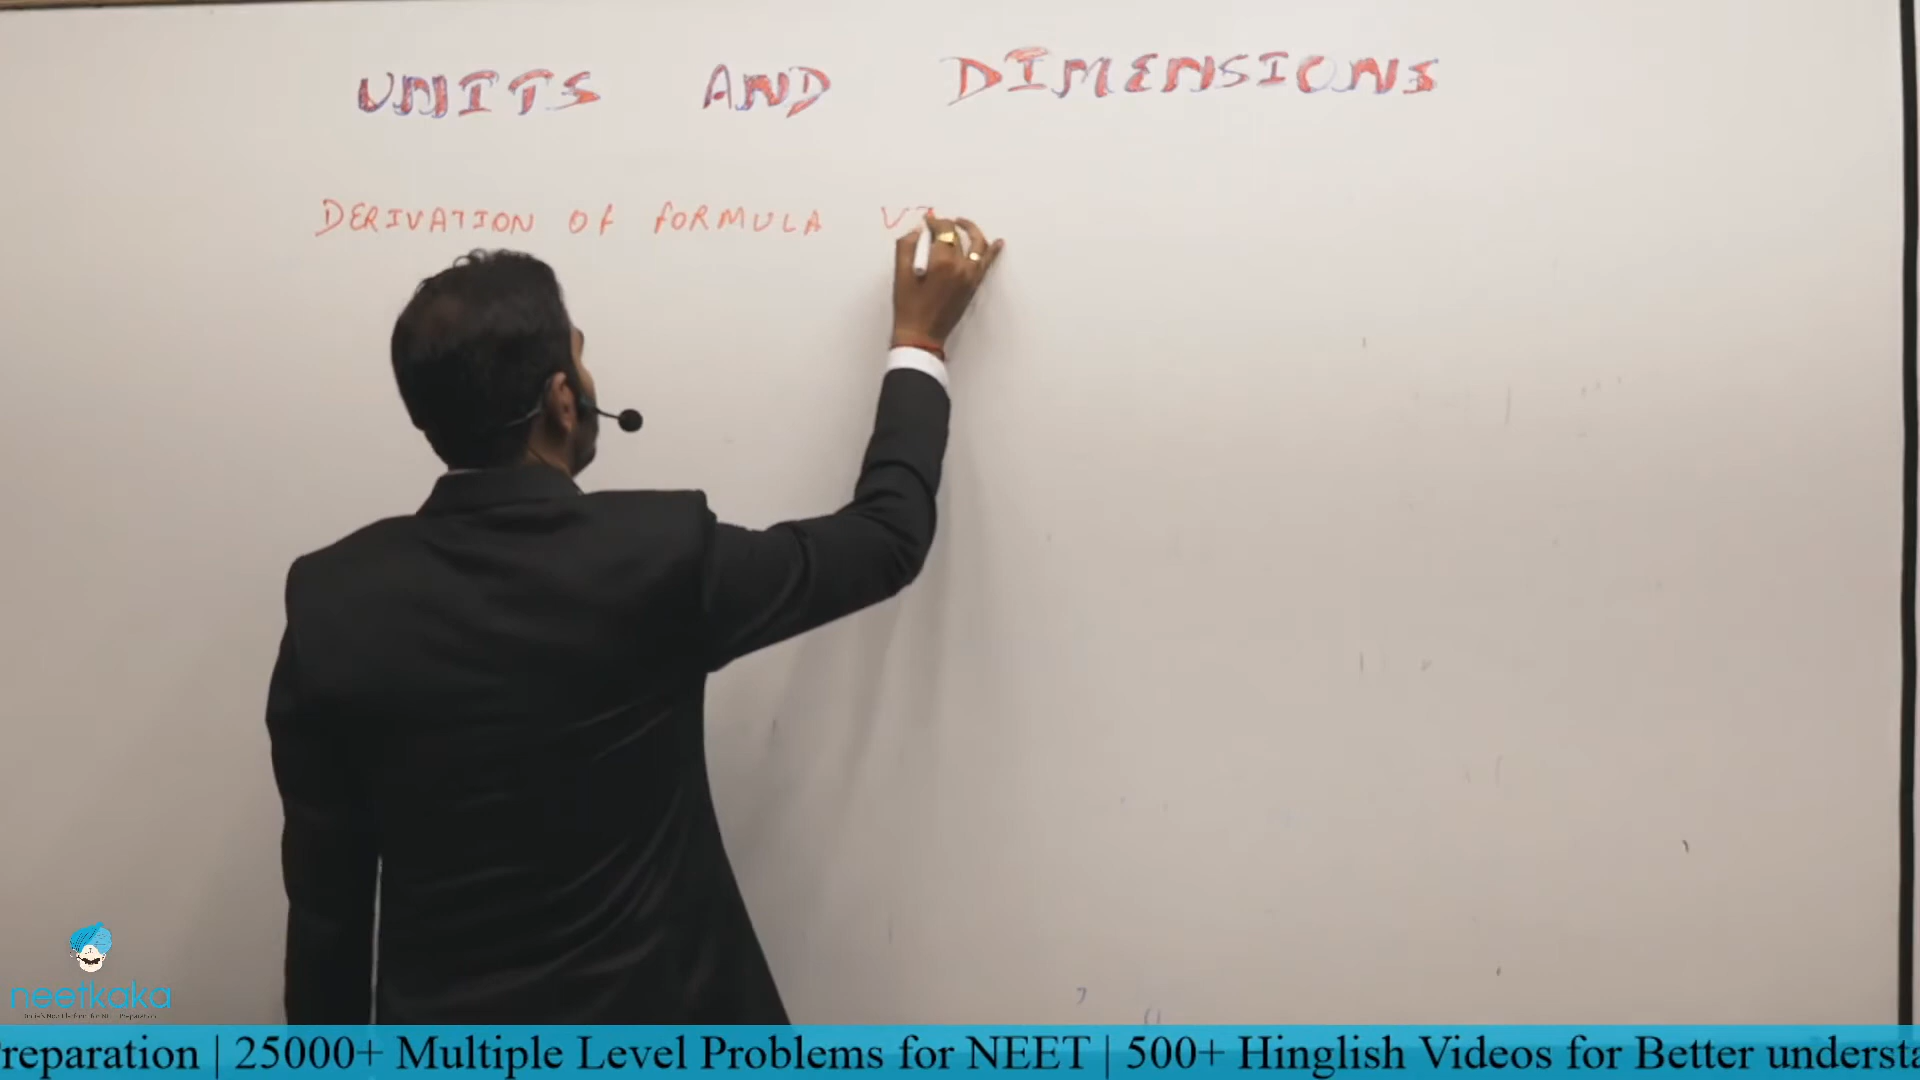 UNITS AND DIMENSIONS
DERIVATION OF FORMULA
neetkaka
reparation | 25000+ Multiple Level Problems for NEET | 500+ Hinglish Videos for Better understa